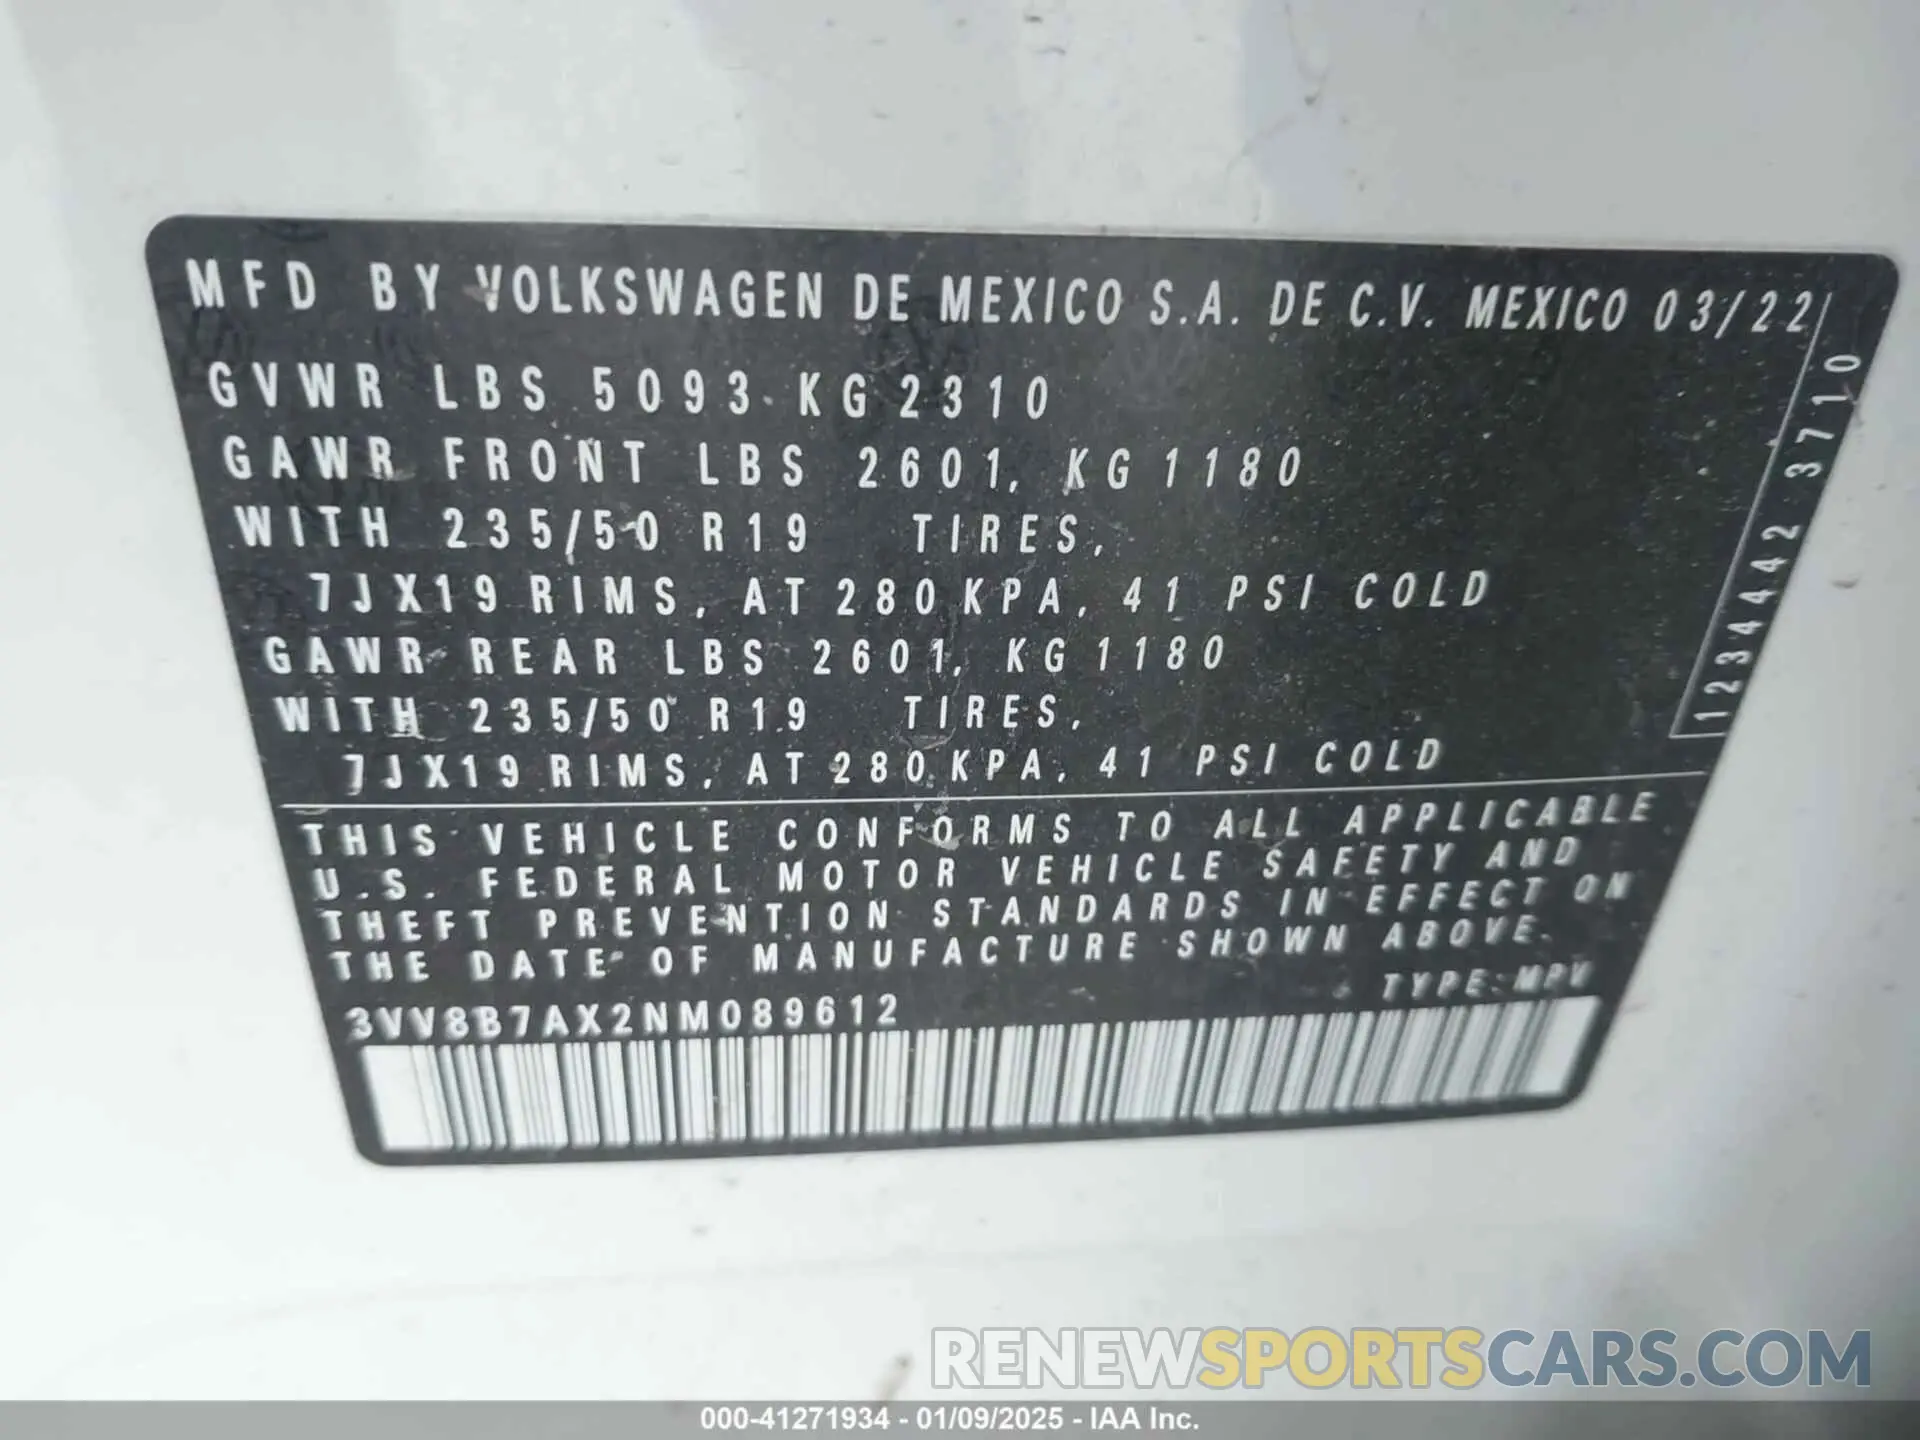 MFD BY VOLKSWAGEN DE MEXICO S.A. DE C.V. MEXICO 03/22
GVWR LBS 5093 KG 2310
GAWR FRONT LBS 2601, KG 1180
WITH 235/50 R19 TIRES,
7JX19 RIMS, AT 280 KPA, 41 PSI COLD
GAWR REAR LBS 2601, KG 1180
WITH 235/50 R19 TIRES,
7JX19 RIMS, AT 280 KPA, 41 PSI COLD
1234442 3710
THIS VEHICLE CONFORMS TO ALL APPLICABLE
U.S. FEDERAL MOTOR VEHICLE SAFETY AND
THEFT PREVENTION STANDARDS IN EFFECT ON
THE DATE OF MANUFACTURE SHOWN ABOVE.
TYPE: MPV
3VV8B7AX2NM089612
RENEWSPORTSCARS.COM
000-41271934 - 01/09/2025 - IAA Inc.